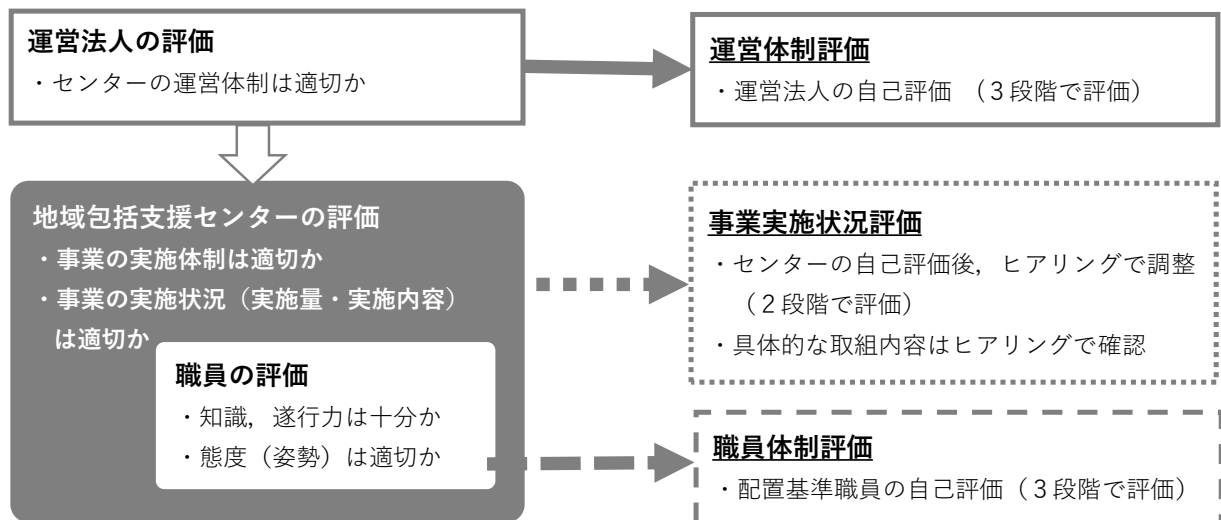 運営法人の評価
・センターの運営体制は適切か
運営体制評価
・運営法人の自己評価 （３段階で評価）
地域包括支援センターの評価
・事業の実施体制は適切か
・事業の実施状況（実施量・実施内容）
は適切か
事業実施状況評価
・センターの自己評価後，ヒアリングで調整
（２段階で評価）
・具体的な取組内容はヒアリングで確認
職員の評価
・知識，遂行力は十分か
・態度（姿勢）は適切か
職員体制評価
・配置基準職員の自己評価（３段階で評価）